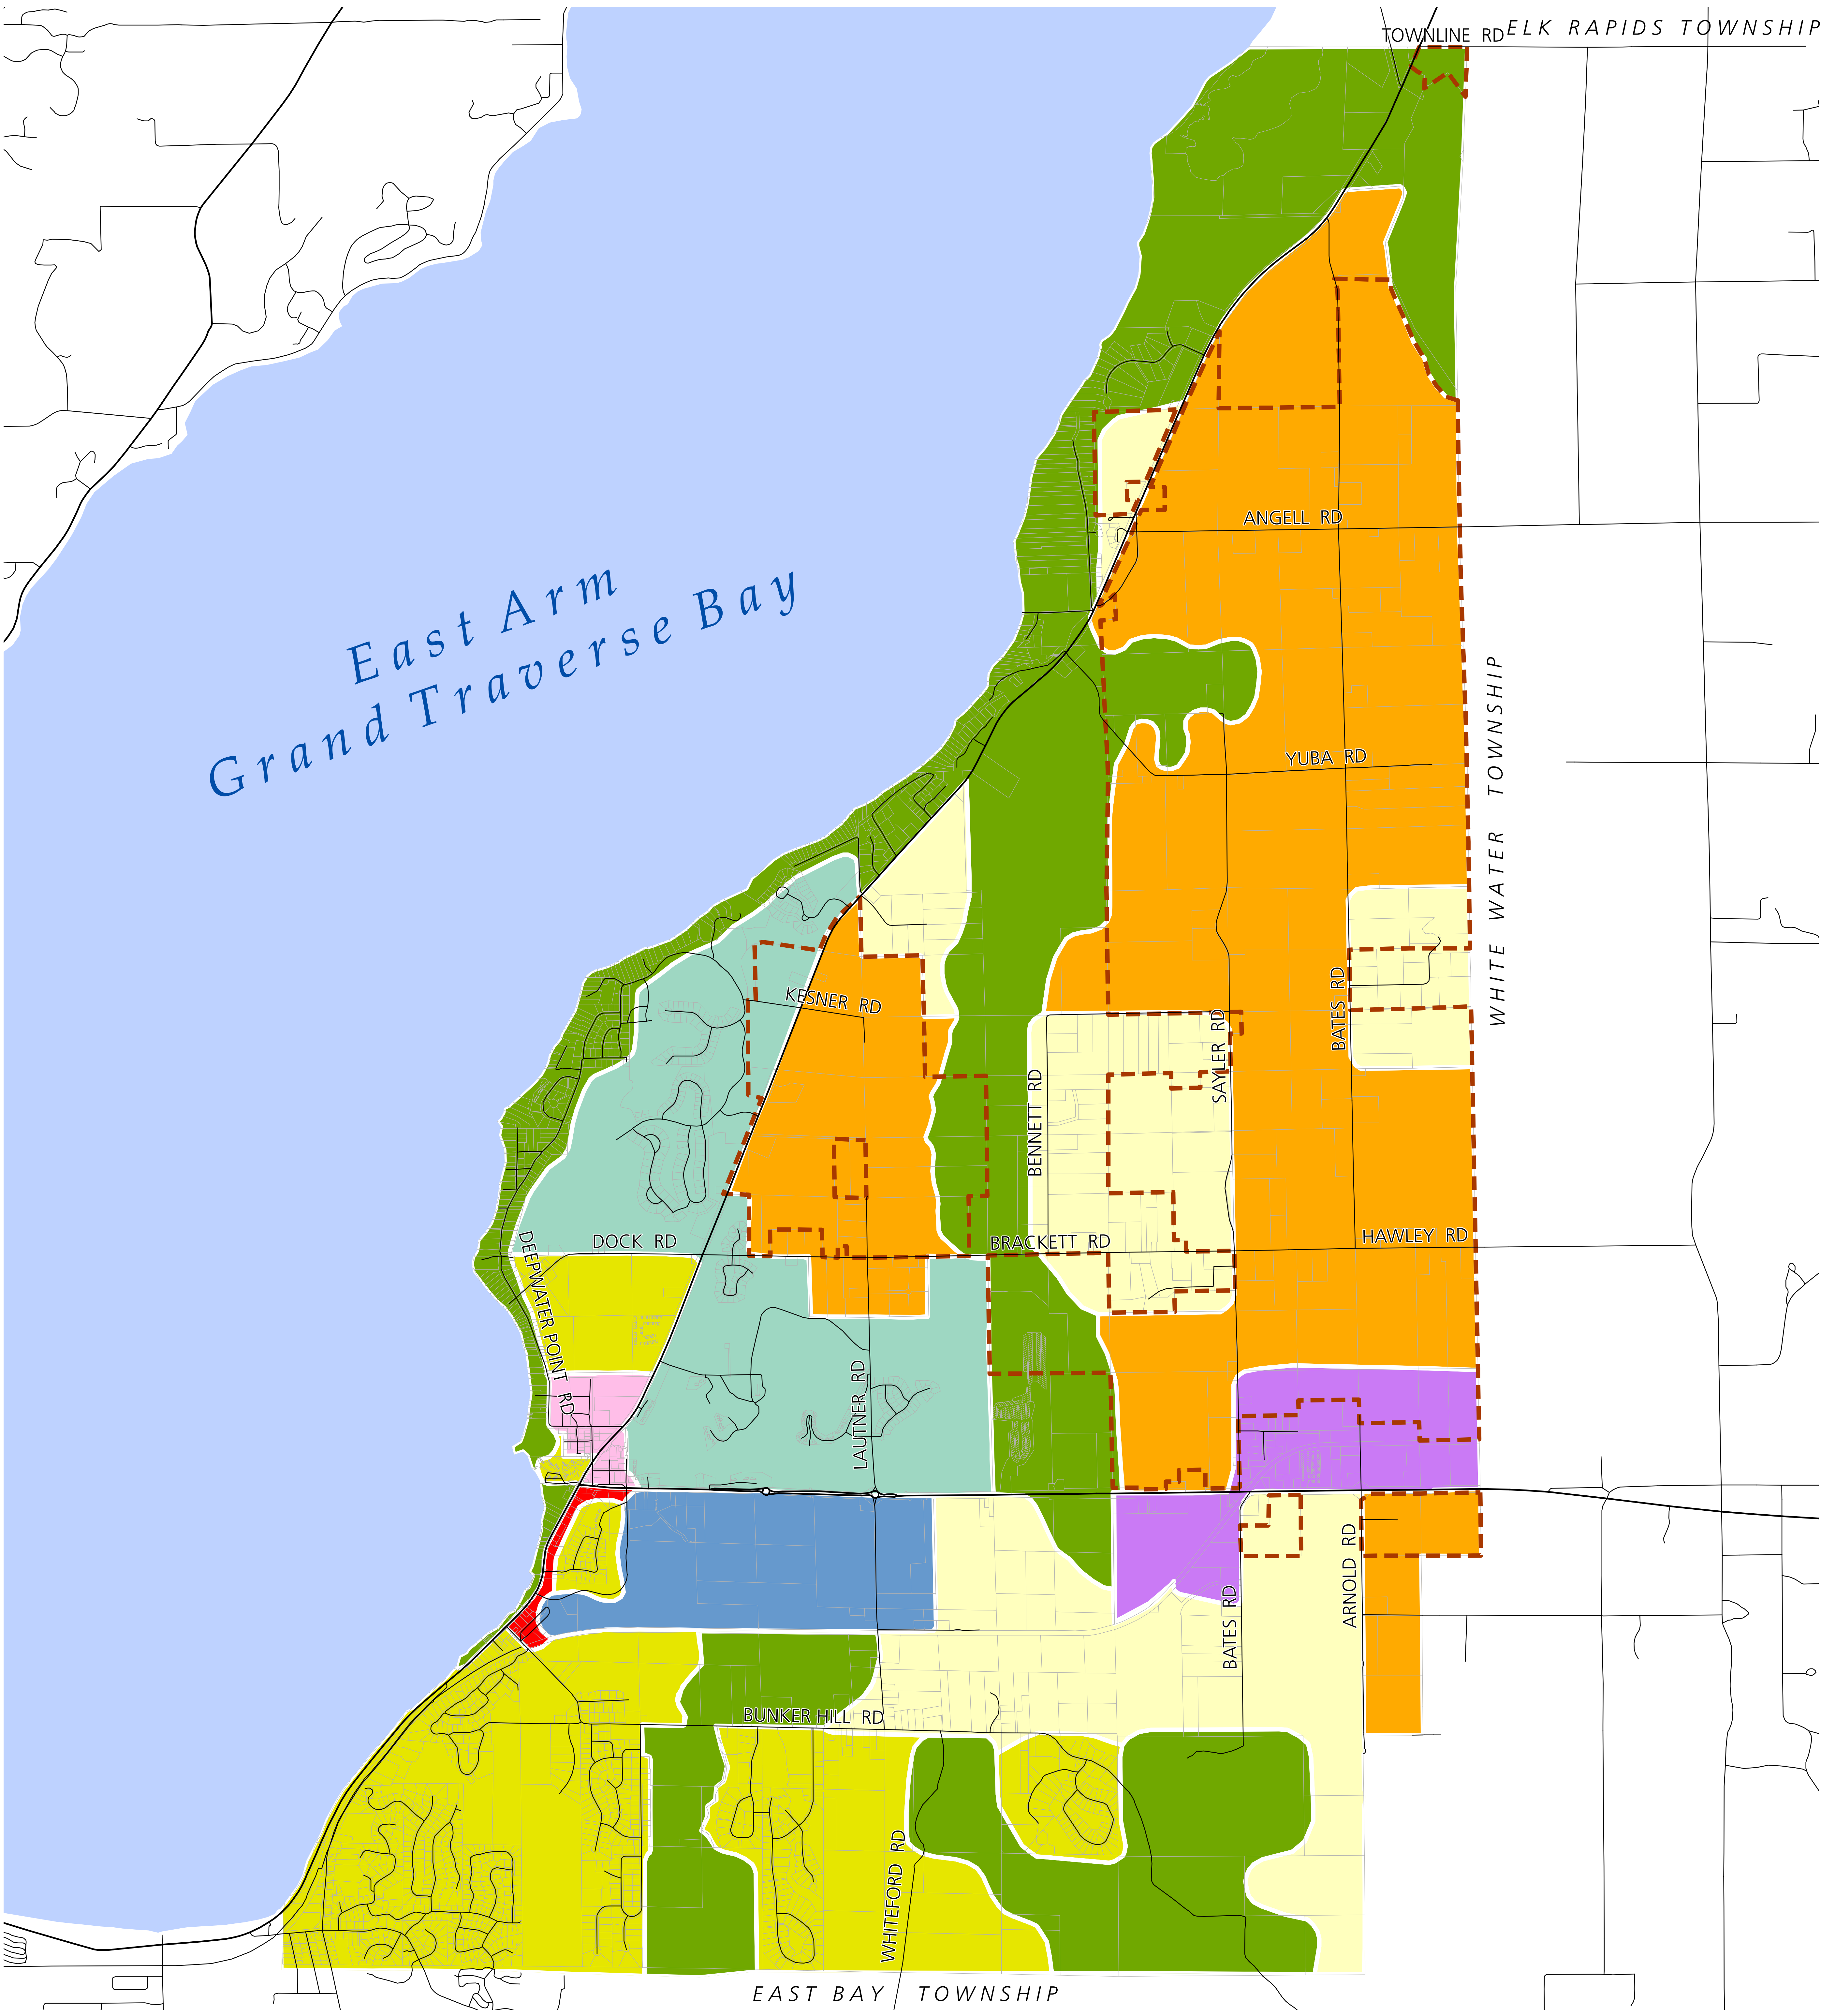 TOWNLINE RD
ELK RAPIDS TOWNSHIP
East Arm
Grand Traverse Bay
ANGELL RD
WHITE WATER TOWNSHIP
YUBA RD
KESNER RD
BATES RD
SAYLER RD
BENNETT RD
DOCK RD
BRACKETT RD
HAWLEY RD
DEEPWATER POINT RD
LAUTNER RD
ARNOLD RD
BATES RD
BUNKER HILL RD
WHITEFORD RD
EAST BAY TOWNSHIP